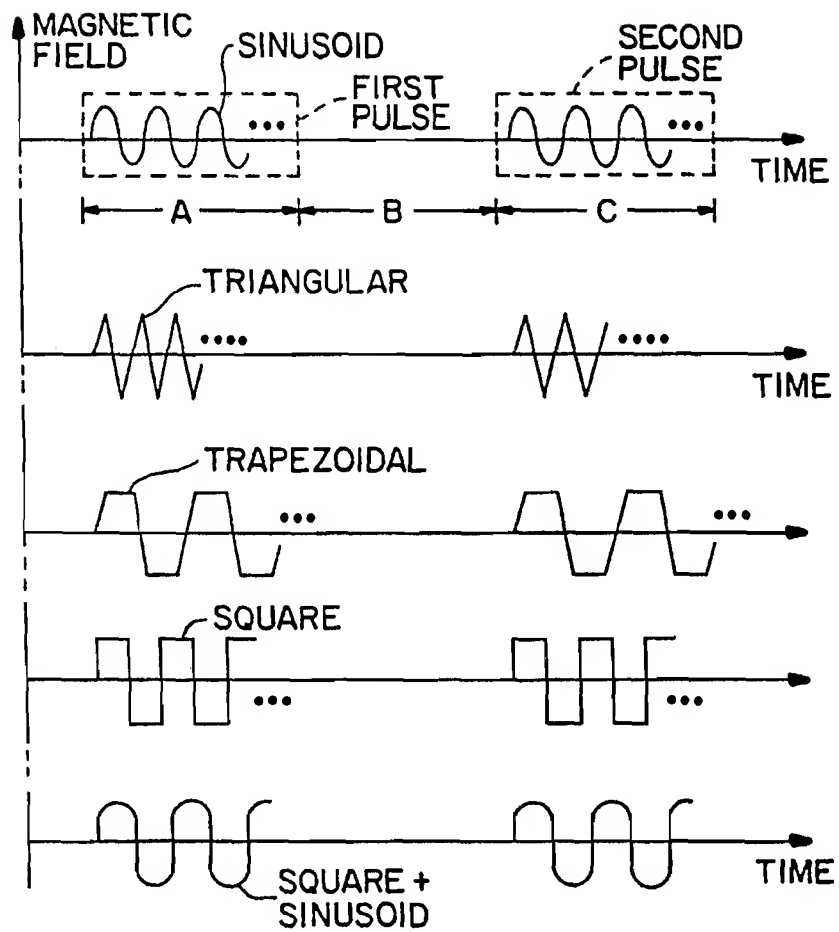 MAGNETIC
FIELD
SINUSOID
FIRST
PULSE
SECOND
PULSE
TIME
A
B
C
TRIANGULAR
TIME
TRAPEZOIDAL
SQUARE
TIME
SQUARE +
SINUSOID